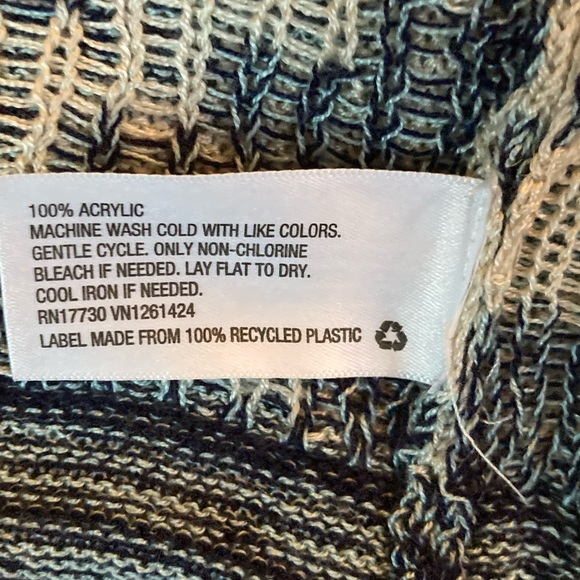 100% ACRYLIC
MACHINE WASH COLD WITH LIKE COLORS.
GENTLE CYCLE. ONLY NON-CHLORINE
BLEACH IF NEEDED. LAY FLAT TO DRY.
COOL IRON IF NEEDED.
RN17730 VN1261424
LABEL MADE FROM 100% RECYCLED PLASTIC